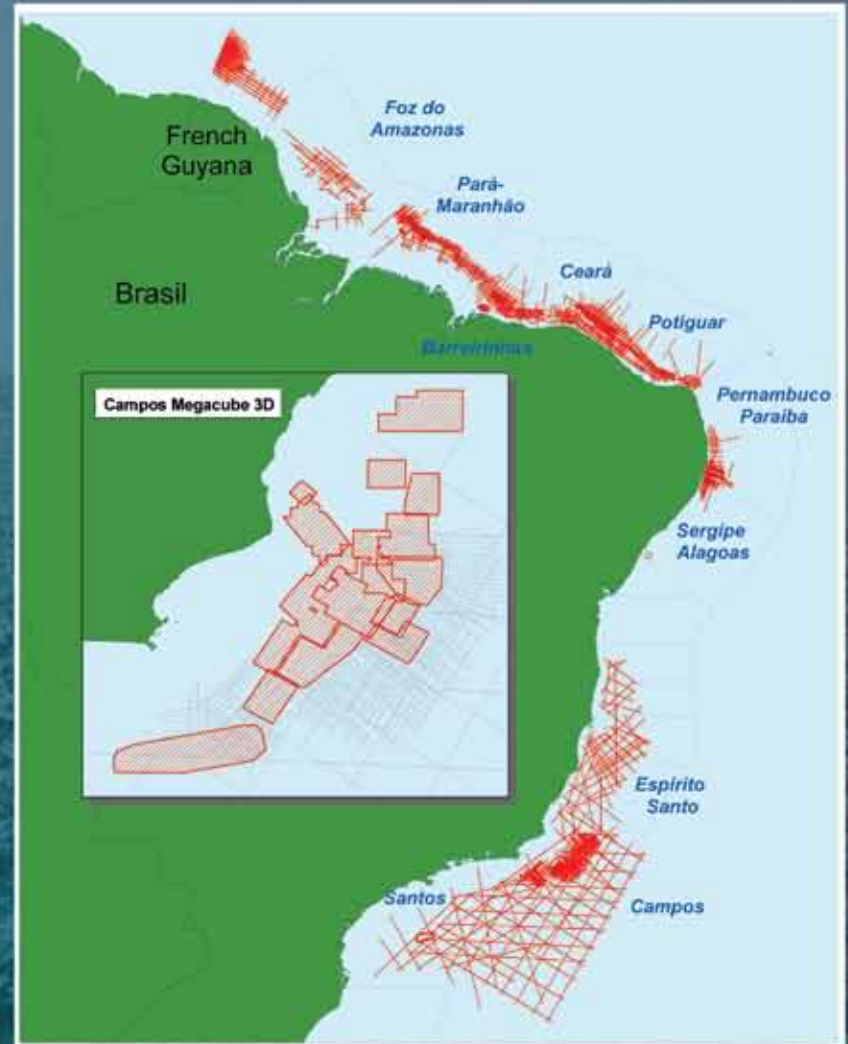 Foz do
Amazonas
French
Guyana
Pará-
Maranhão
Ceará
Brasil
Potiguar
Barreirinhas
Campos Megacube 3D
Pernambuco
Paraiba
Sergipe
Alagoas
Espírito
Santo
Santos
Campos